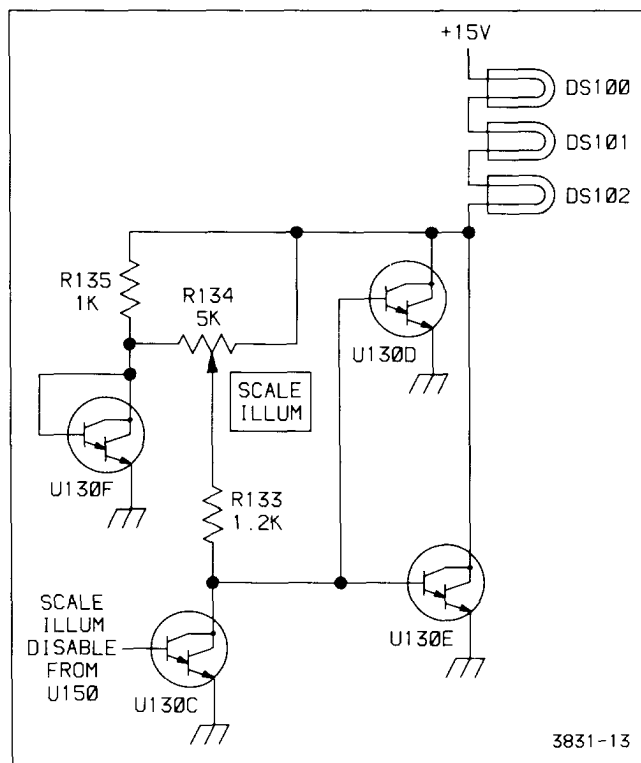 +15V
DS100
DS101
DS102
R135
1K
R134
5K
U130D
SCALE
ILLUM
U130F
R133
1.2K
SCALE
ILLUM
DISABLE
FROM
U150
U130E
U130C
3831-13